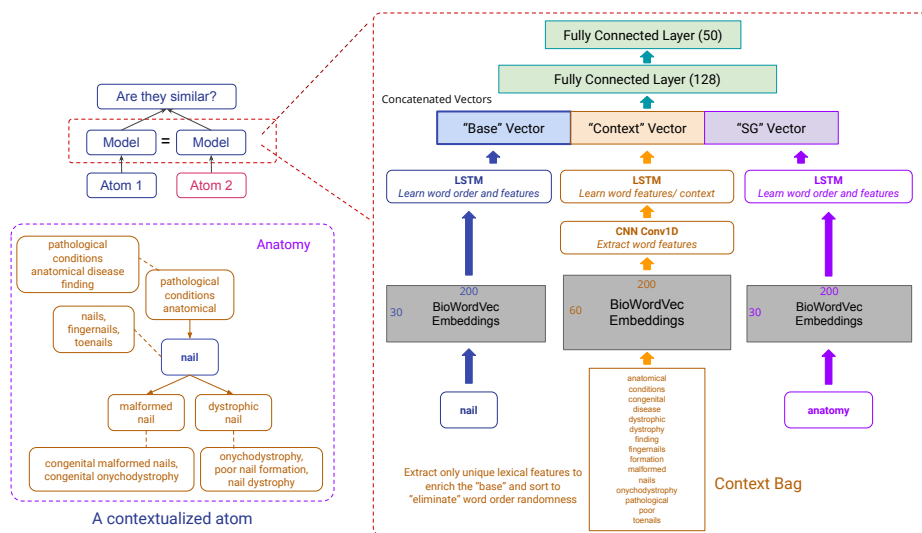 Are they similar?
Model
=
Model
Atom 1
Atom 2
Anatomy
pathological
conditions
anatomical disease
finding
pathological
conditions
anatomical
nails,
fingernails,
toenails
nail
malformed
nail
dystrophic
nail
congenital malformed nails,
congenital onychodystrophy
onychodystrophy,
poor nail formation,
nail dystrophy
A contextualized atom
Fully Connected Layer (50)
Fully Connected Layer (128)
Concatenated Vectors
“Base” Vector
“Context” Vector
“SG” Vector
LSTM
Learn word order and features
LSTM
Learn word features/ context
LSTM
Learn word order and features
CNN Conv1D
Extract word features
200
30
BioWordVec
Embeddings
200
60
BioWordVec
Embeddings
200
30
BioWordVec
Embeddings
nail
anatomical
conditions
congenital
disease
dystrophic
dystrophy
finding
fingernails
formation
malformed
nails
onychodystrophy
pathological
poor
toenails
anatomy
Extract only unique lexical features to
enrich the “base” and sort to
“eliminate” word order randomness
Context Bag